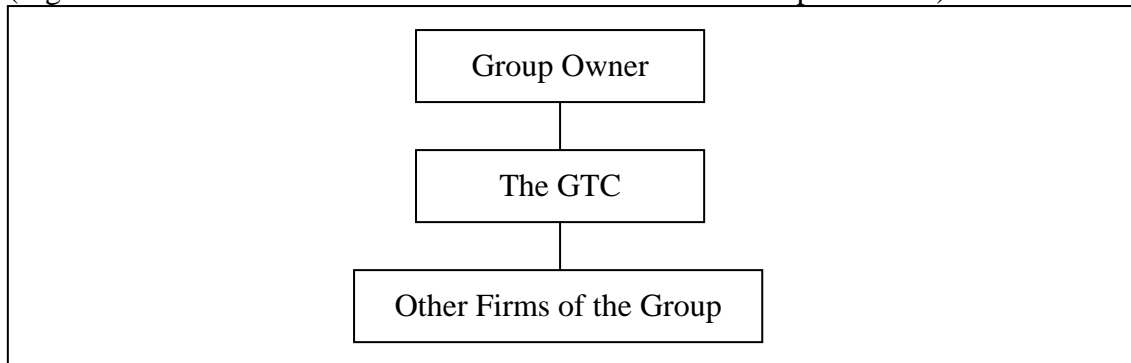 Group Owner
The GTC
Other Firms of the Group